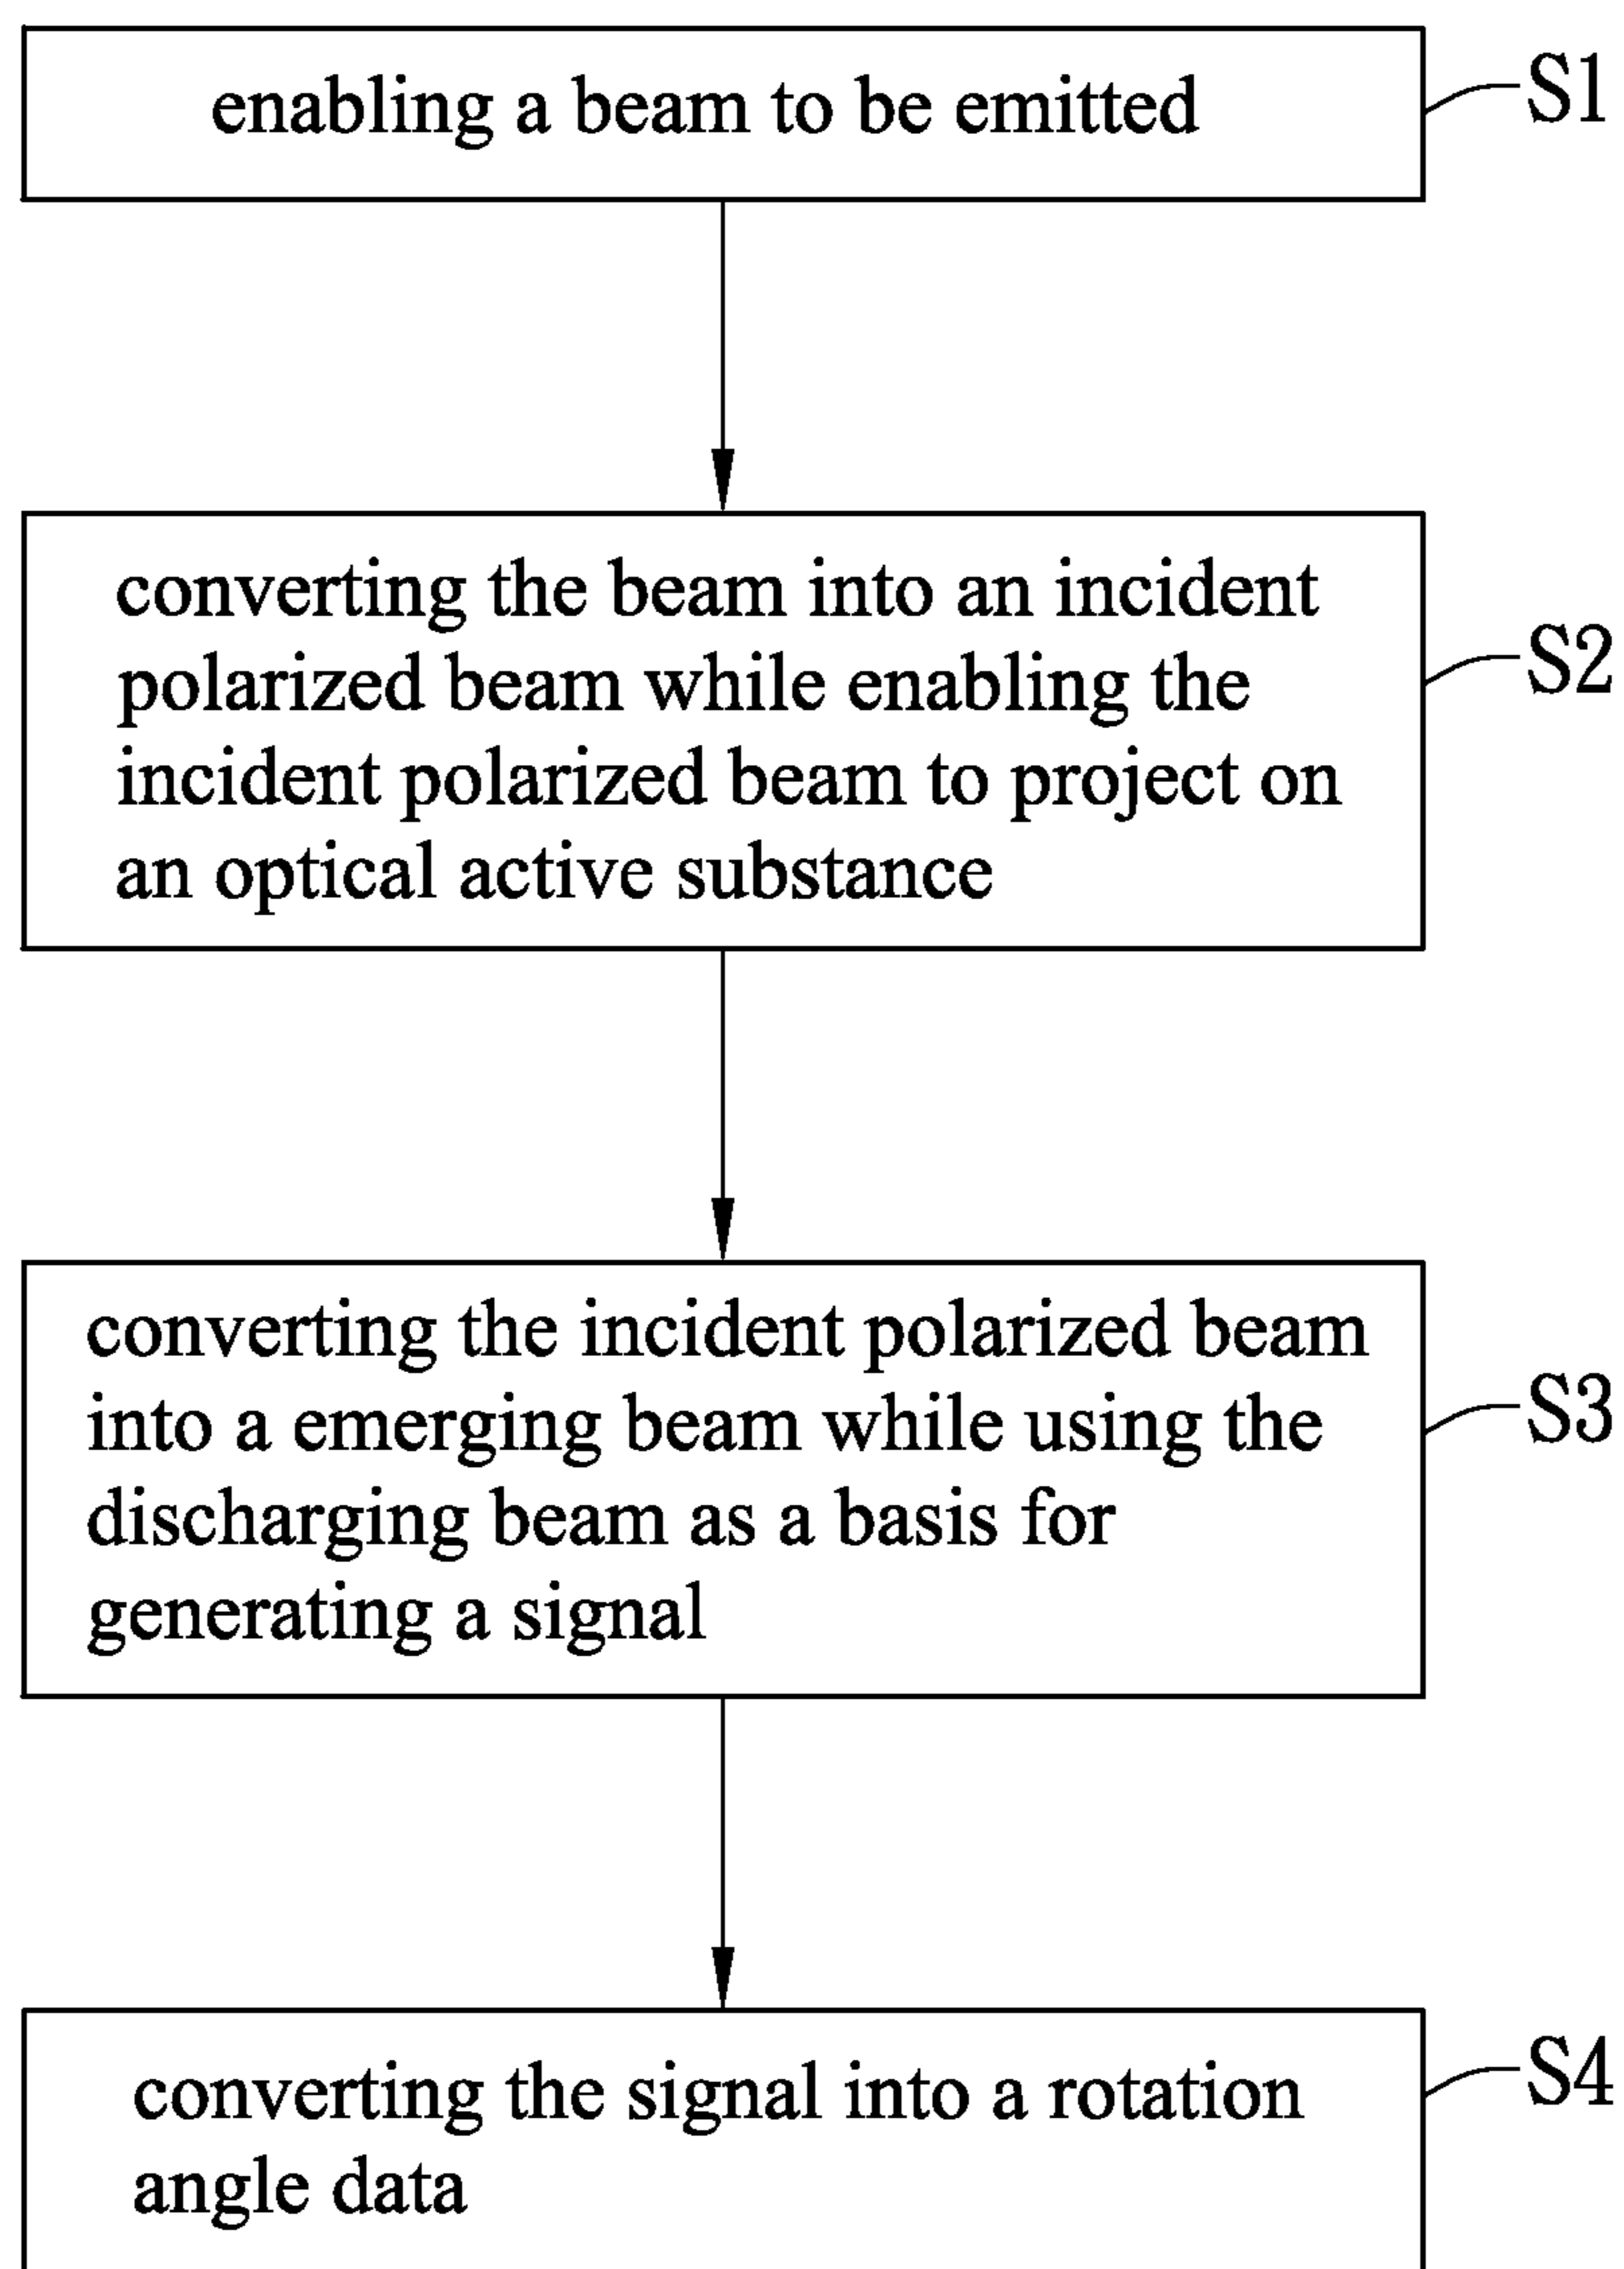 enabling a beam to be emitted
S1
converting the beam into an incident
polarized beam while enabling the
incident polarized beam to project on
an optical active substance
S2
converting the incident polarized beam
into a emerging beam while using the
discharging beam as a basis for
generating a signal
S3
converting the signal into a rotation
angle data
S4